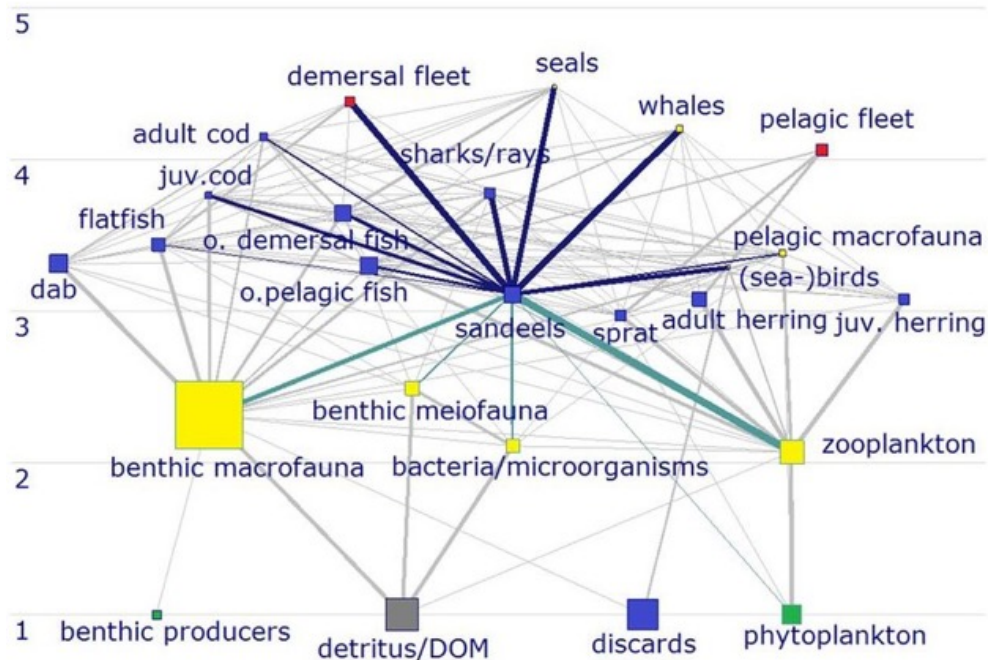 5
seals
demersal fleet
whales
pelagic fleet
adult cod
sharks/rays
4
juv.cod
flatfish
o. demersal fish
pelagic macrofauna
(sea-)birds
dab
o.pelagic fish
3
sandeels
sprat
adult herring
juv. herring
benthic meiofauna
zooplankton
benthic macrofauna
bacteria/microorganisms
2
1
benthic producers
detritus/DOM
discards
phytoplankton